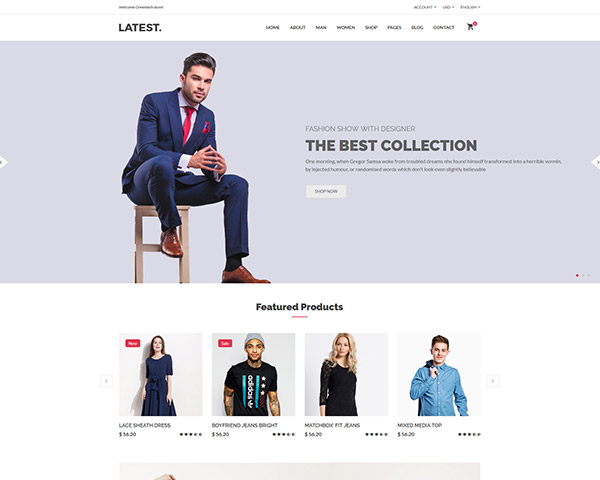 Welcome Greentech store!
ACCOUNT
USD
ENGLISH
LATEST.
HOME ABOUT MAN WOMEN SHOP PAGES BLOG CONTACT
FASHION SHOW WITH DESIGNER
THE BEST COLLECTION
One morning, when Gregor Samsa woke from troubled dreams nhe found himself transformed into a horrible vermin.
by injected humour, or randomised words which don't look even slightly believable
SHOP NOW
Featured Products
New
Sale
adidas
LACE SHEATH DRESS
BOYFRIEND JEANS BRIGHT
MATCHBOX' FIT JEANS
MIXED MEDIA TOP
$ 56.20
$ 56.20
$ 56.20
$ 56.20